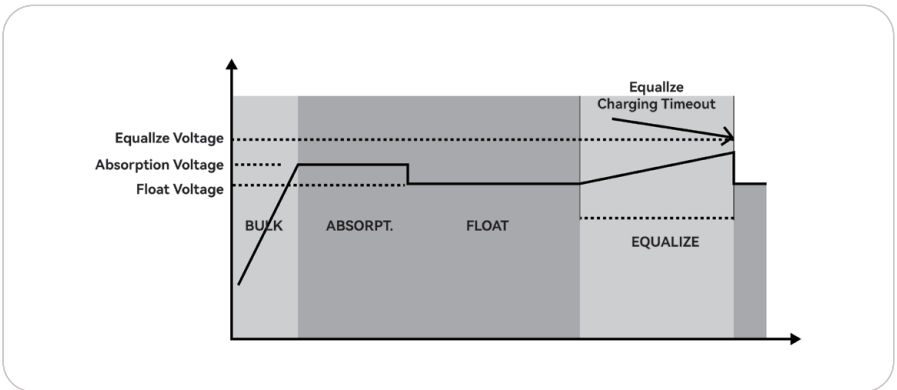 Equallze
Charging Timeout
Equallze Voltage
Absorption Voltage
Float Voltage
BULK
ABSORPT.
FLOAT
EQUALIZE